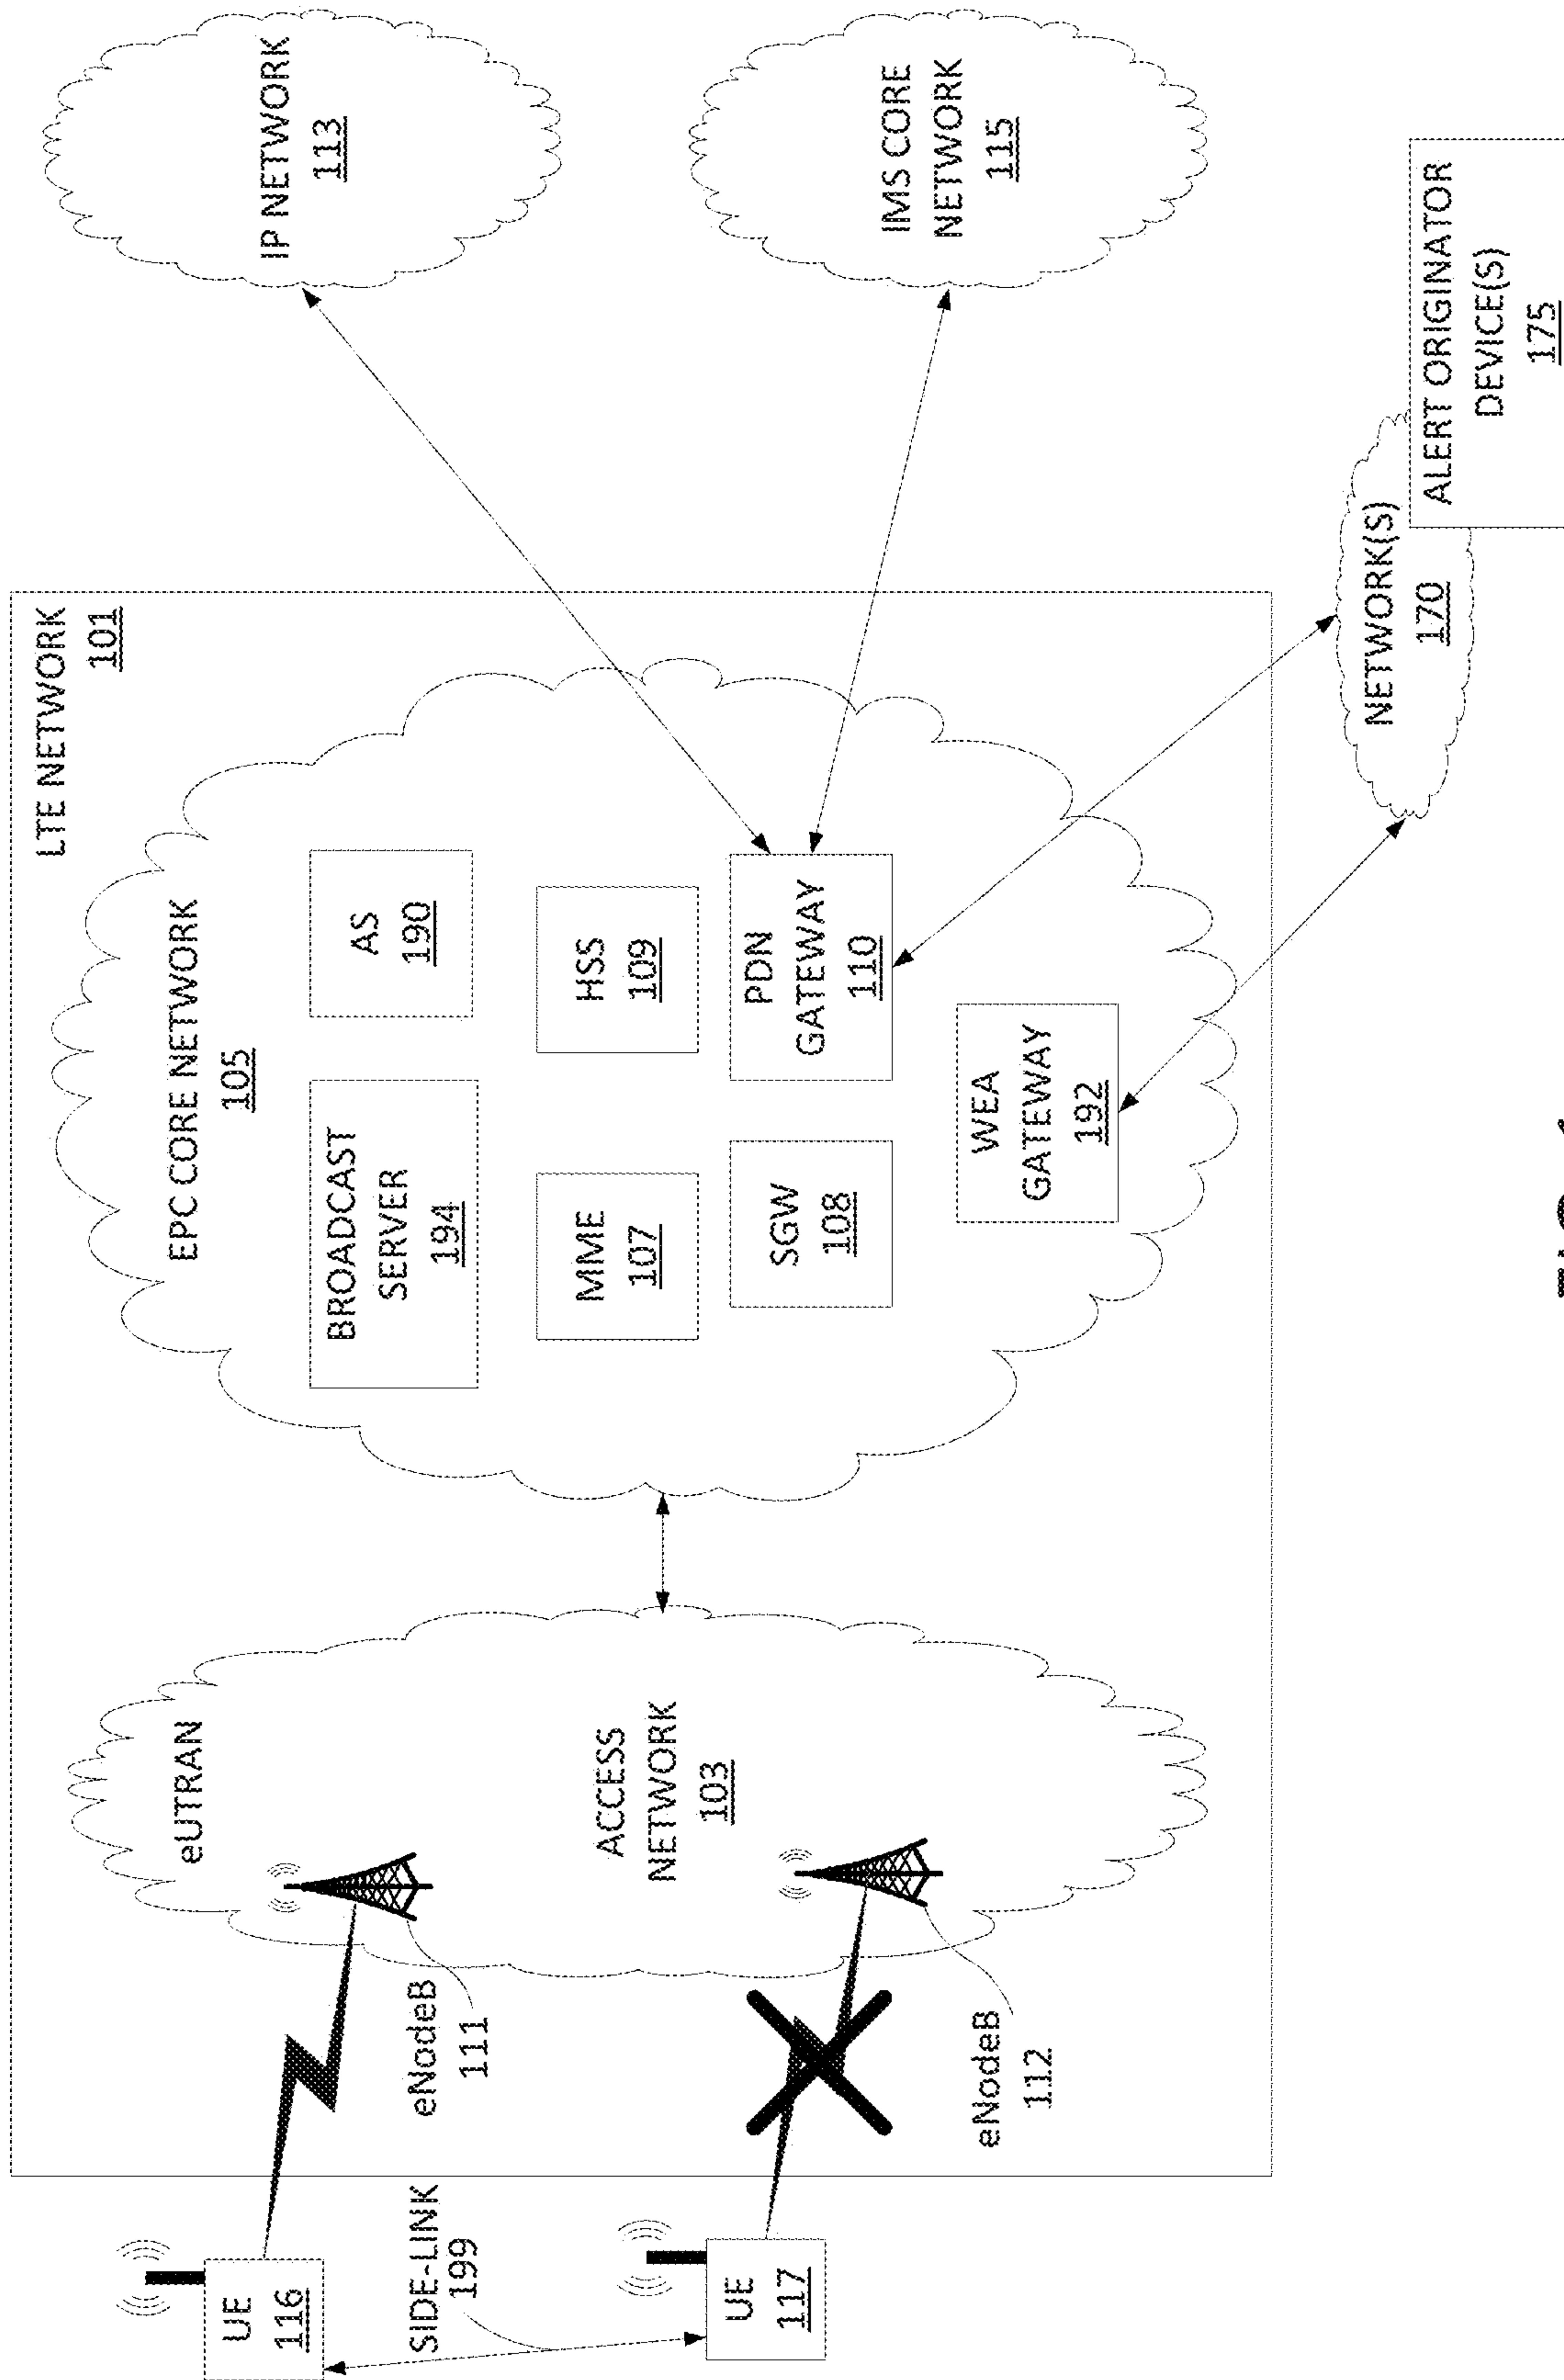 LTE NETWORK
101
EPC CORE NETWORK
105
BROADCAST
SERVER
194
AS
190
MME
107
HSS
109
SGW
108
PDN
GATEWAY
110
WEA
GATEWAY
192
eUTRAN
ACCESS
NETWORK
103
eNodeB
111
eNodeB
112
UE
116
SIDE-LINK
199
UE
117
IP NETWORK
113
IMS CORE
NETWORK
115
NETWORK(S)
170
ALERT ORIGINATOR
DEVICE(S)
175